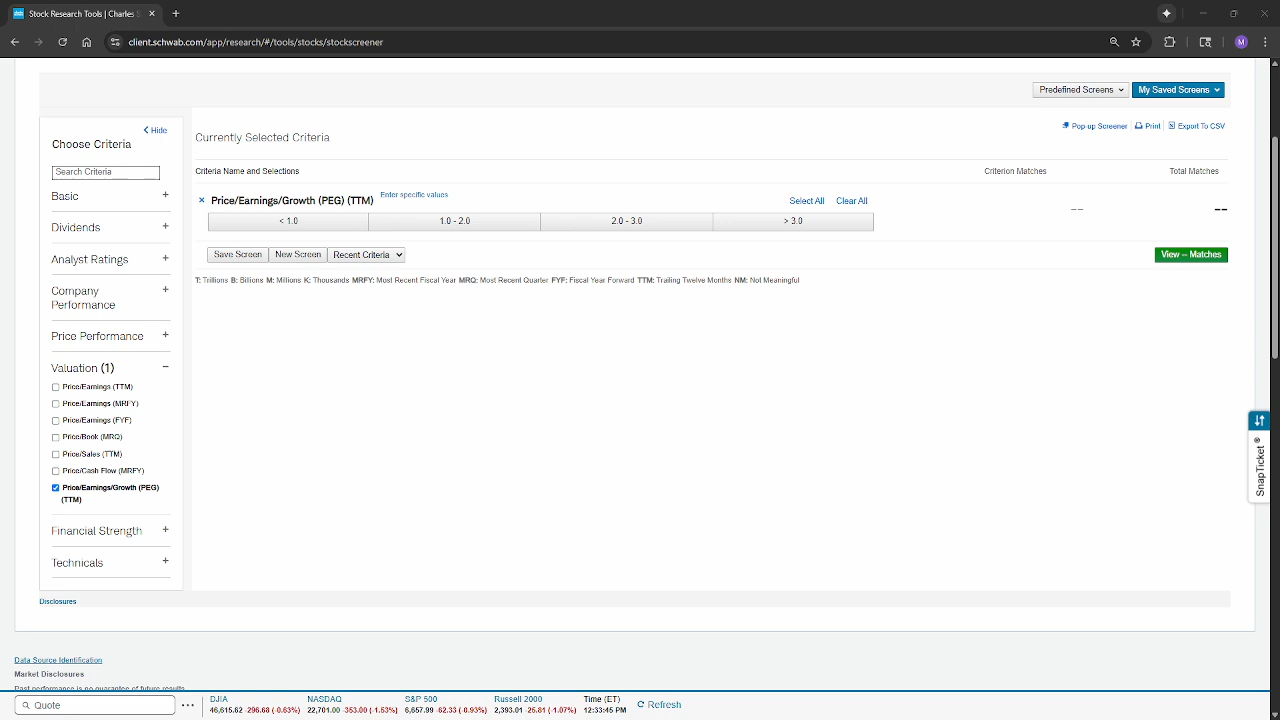 Stock Research Tools | Charles S
client.schwab.com/app/research/#/tools/stocks/stockscreener
M
Predefined Screens
My Saved Screens
Hide
Choose Criteria
Search Criteria
Basic +
Dividends +
Analyst Ratings +
Company Performance +
Price Performance +
Valuation (1) −
Price/Earnings (TTM)
Price/Earnings (MRFY)
Price/Earnings (FYF)
Price/Book (MRQ)
Price/Sales (TTM)
Price/Cash Flow (MRFY)
Price/Earnings/Growth (PEG)
(TTM)
Financial Strength +
Technicals +
Currently Selected Criteria
Pop-up Screener | Print | Export To CSV
Criteria Name and Selections Criterion Matches Total Matches
× Price/Earnings/Growth (PEG) (TTM) Enter specific values Select All Clear All
< 1.0 1.0 - 2.0 2.0 - 3.0 > 3.0
-- --
Save Screen New Screen Recent Criteria
View -- Matches
T: Trillions B: Billions M: Millions K: Thousands MRFY: Most Recent Fiscal Year MRQ: Most Recent Quarter FYF: Fiscal Year Forward TTM: Trailing Twelve Months NM: Not Meaningful
SnapTicket ®
Disclosures
Data Source Identification
Market Disclosures
Past performance is no guarantee of future results
Quote
DJIA NASDAQ S&P 500 Russell 2000 Time (ET)
46,615.62 -296.68 (-0.63%) 22,701.00 -353.00 (-1.53%) 6,657.99 -62.33 (-0.93%) 2,393.01 -25.81 (-1.07%) 12:33:45 PM
Refresh